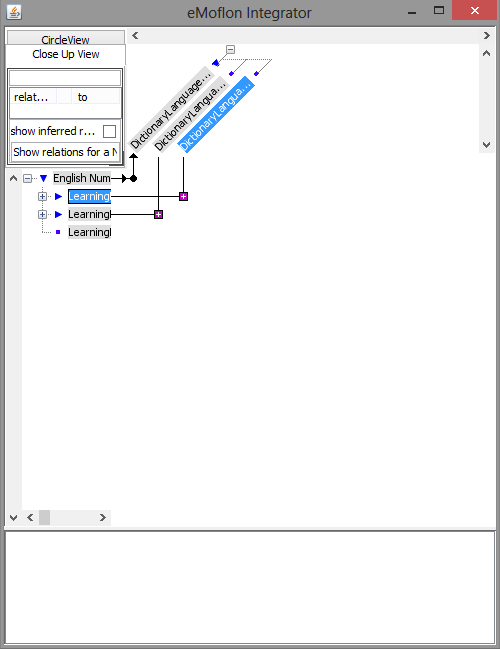 eMoflon Integrator
CircleView
Close Up View
relat... to
show inferred r...
Show relations for a N
DictionaryLanguage...
DictionaryLangua...
DictionaryLangua...
English Num
Learning
Learning
Learning